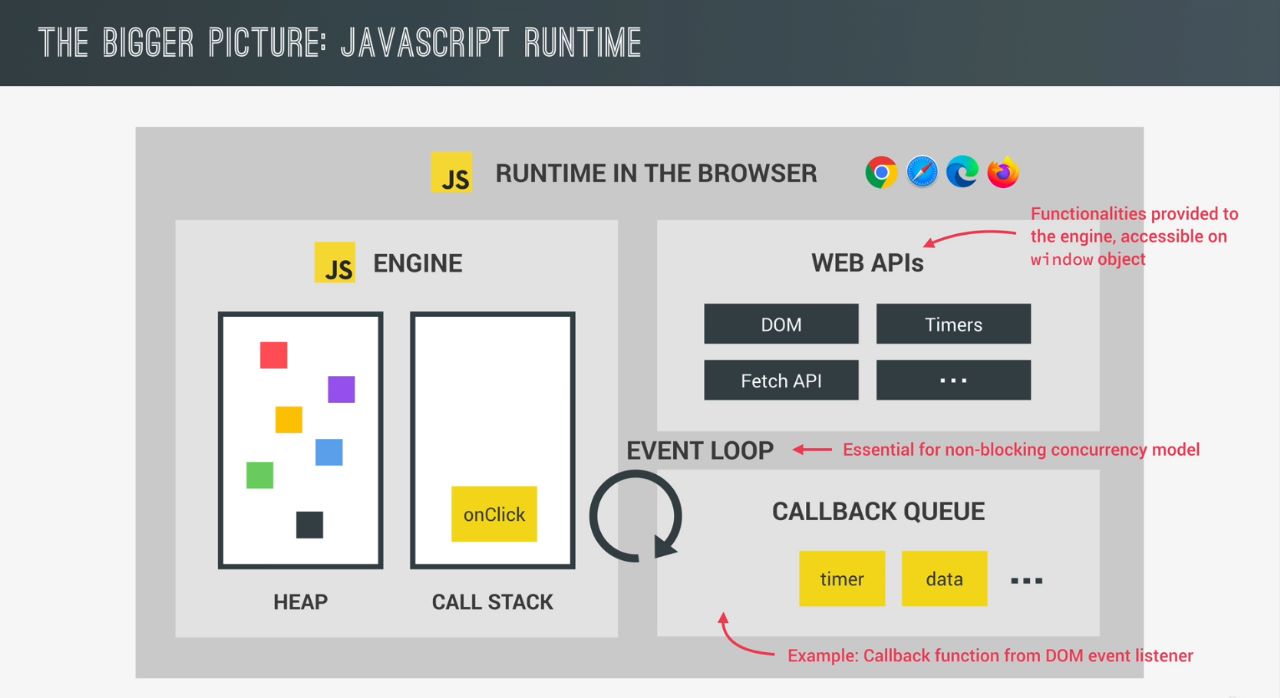 THE BIGGER PICTURE: JAVASCRIPT RUNTIME
JS RUNTIME IN THE BROWSER
Functionalities provided to
the engine, accessible on
window object
JS ENGINE
WEB APIs
DOM
Timers
Fetch API
...
EVENT LOOP
Essential for non-blocking concurrency model
onClick
CALLBACK QUEUE
timer
data
...
HEAP
CALL STACK
Example: Callback function from DOM event listener